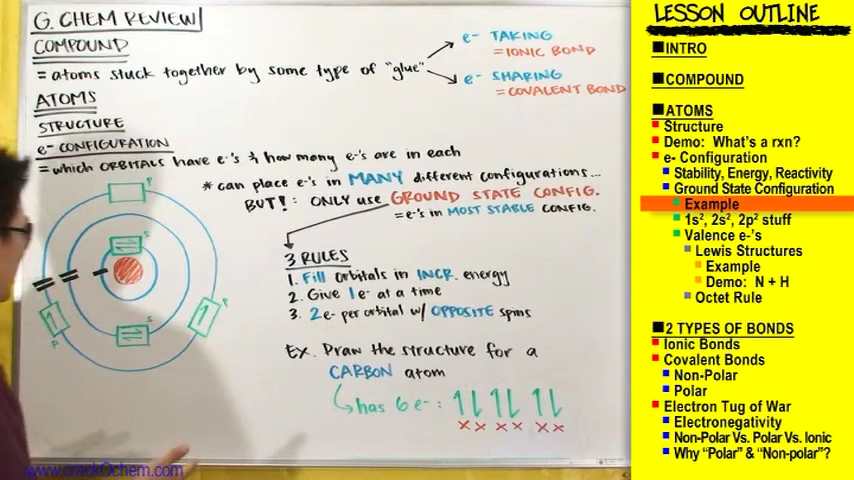 G. CHEM REVIEW
COMPOUND
= atoms stuck together by some type of "glue"
e- TAKING
= IONIC BOND
e- SHARING
= COVALENT BOND
ATOMS
STRUCTURE
e- CONFIGURATION
= which ORBITALS have e-'s & how many e-'s are in each
* can place e-'s in MANY different configurations...
BUT!: ONLY use GROUND STATE CONFIG.
= e-'s in MOST STABLE CONFIG.
3 RULES
1. Fill orbitals in INCR. energy
2. Give 1e- at a time
3. 2e- per orbital w/ OPPOSITE spins
Ex. Draw the structure for a
CARBON atom
has 6e-: 1l 1l 1l
x x x x x x
P
S
S
P
P
www.crackOchem.com
LESSON OUTLINE
INTRO
COMPOUND
ATOMS
Structure
Demo: What's a rxn?
e- Configuration
Stability, Energy, Reactivity
Ground State Configuration
Example
1s², 2s², 2p² stuff
Valence e-'s
Lewis Structures
Example
Demo: N + H
Octet Rule
2 TYPES OF BONDS
Ionic Bonds
Covalent Bonds
Non-Polar
Polar
Electron Tug of War
Electronegativity
Non-Polar Vs. Polar Vs. Ionic
Why "Polar" & "Non-polar"?